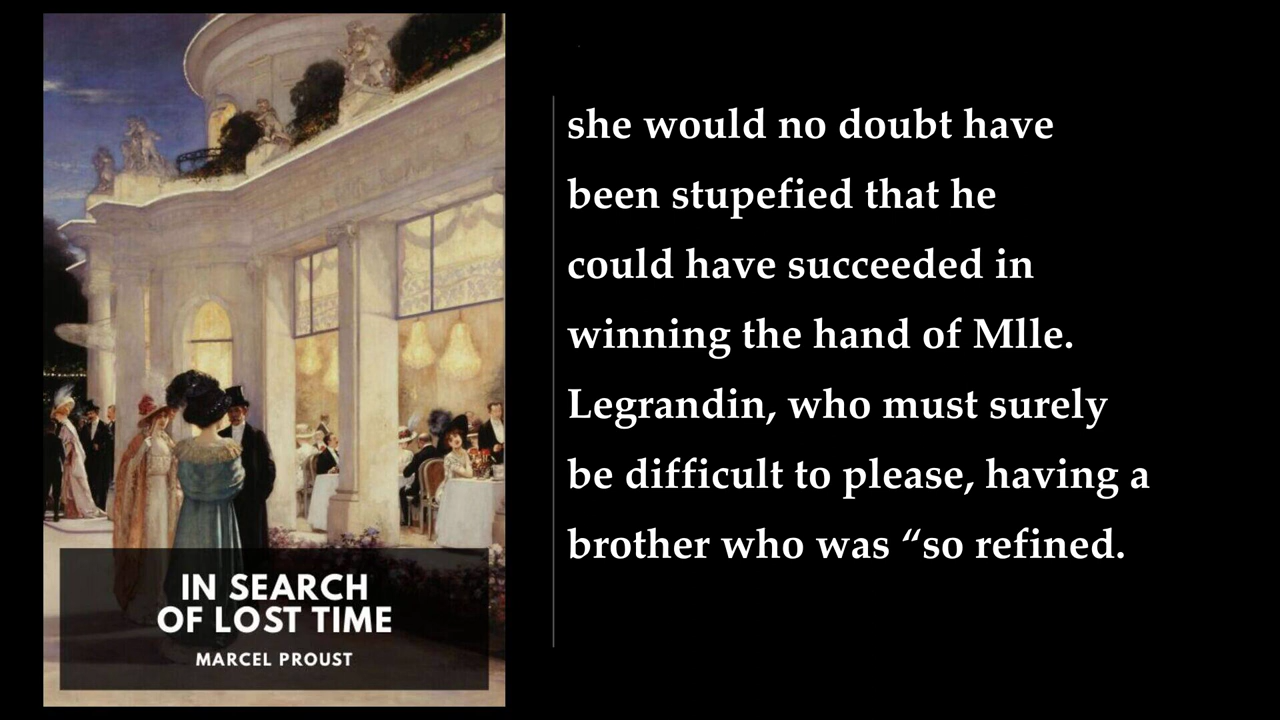 IN SEARCH
OF LOST TIME
MARCEL PROUST
she would no doubt have
been stupefied that he
could have succeeded in
winning the hand of Mlle.
Legrandin, who must surely
be difficult to please, having a
brother who was “so refined.